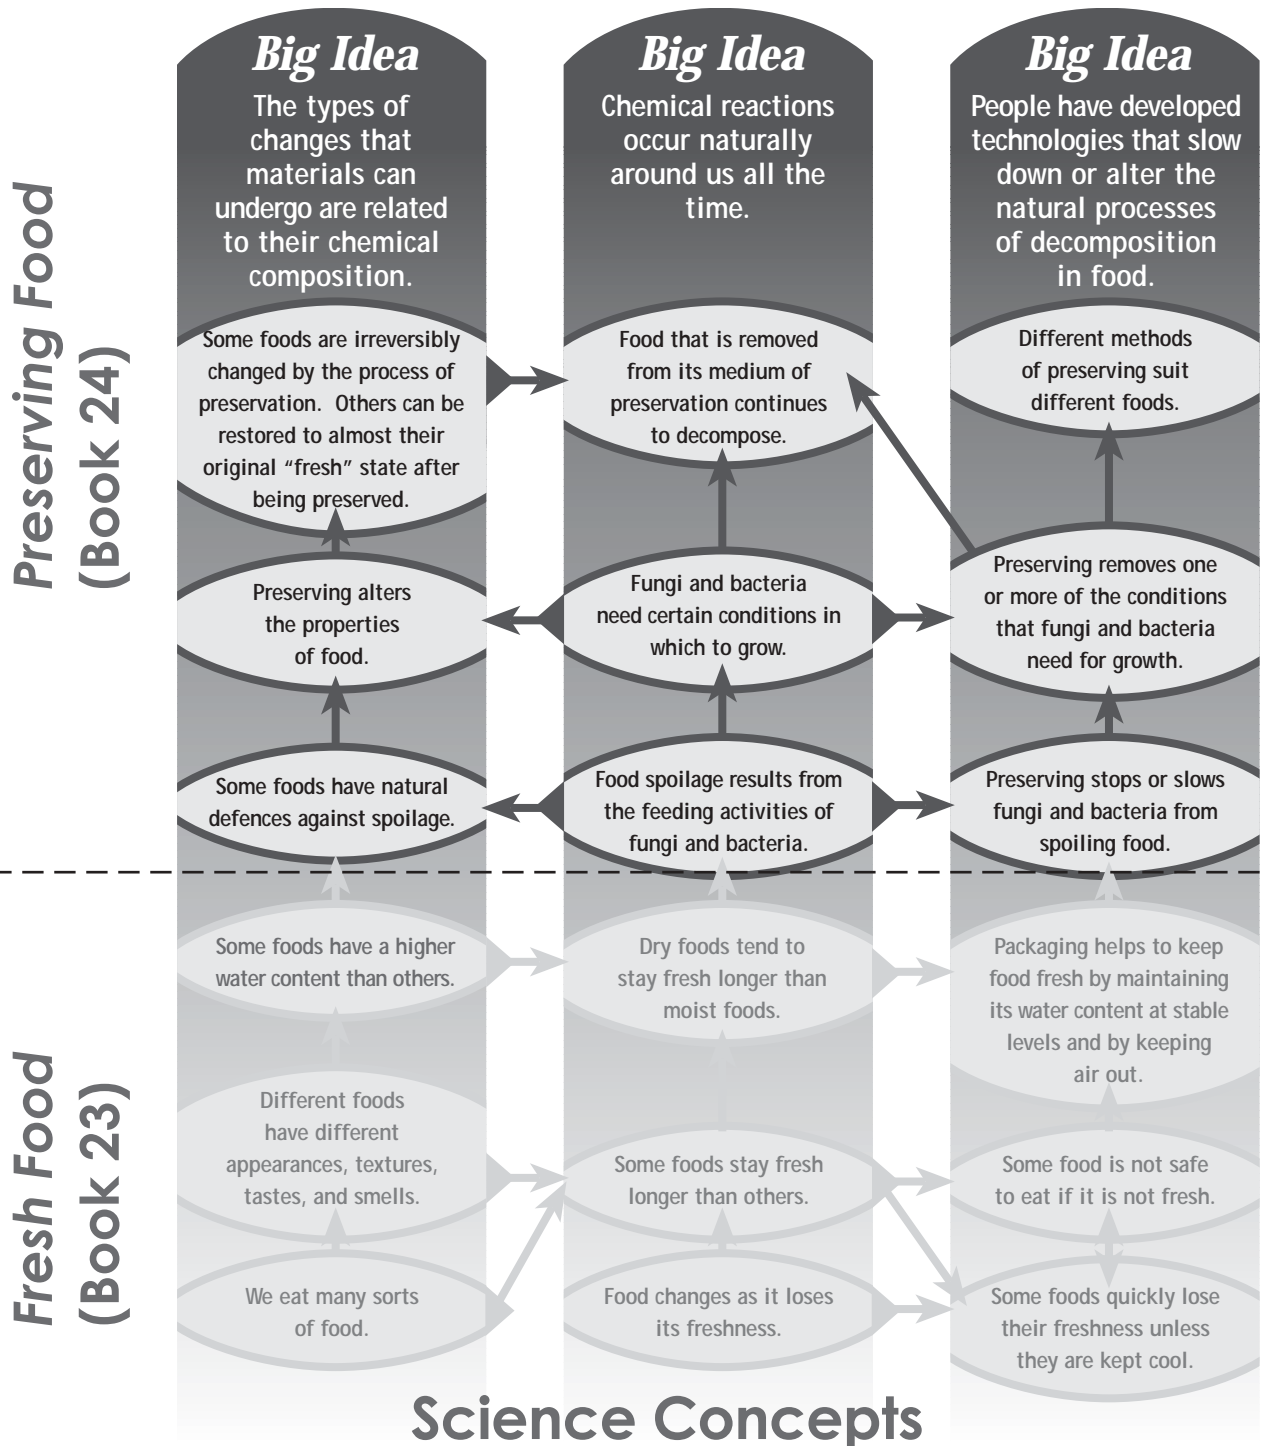 Preserving Food
(Book 24)
Big Idea
The types of
changes that
materials can
undergo are related
to their chemical
composition.
Some foods are irreversibly
changed by the process of
preservation. Others can be
restored to almost their
original “fresh” state after
being preserved.
Preserving alters
the properties
of food.
Some foods have natural
defences against spoilage.
Big Idea
Chemical reactions
occur naturally
around us all the
time.
Food that is removed
from its medium of
preservation continues
to decompose.
Fungi and bacteria
need certain conditions in
which to grow.
Food spoilage results from
the feeding activities of
fungi and bacteria.
Big Idea
People have developed
technologies that slow
down or alter the
natural processes
of decomposition
in food.
Different methods
of preserving suit
different foods.
Preserving removes one
or more of the conditions
that fungi and bacteria
need for growth.
Preserving stops or slows
fungi and bacteria from
spoiling food.
Fresh Food
(Book 23)
Some foods have a higher
water content than others.
Different foods
have different
appearances, textures,
tastes, and smells.
We eat many sorts
of food.
Dry foods tend to
stay fresh longer than
moist foods.
Some foods stay fresh
longer than others.
Food changes as it loses
its freshness.
Packaging helps to keep
food fresh by maintaining
its water content at stable
levels and by keeping
air out.
Some food is not safe
to eat if it is not fresh.
Some foods quickly lose
their freshness unless
they are kept cool.
Science Concepts